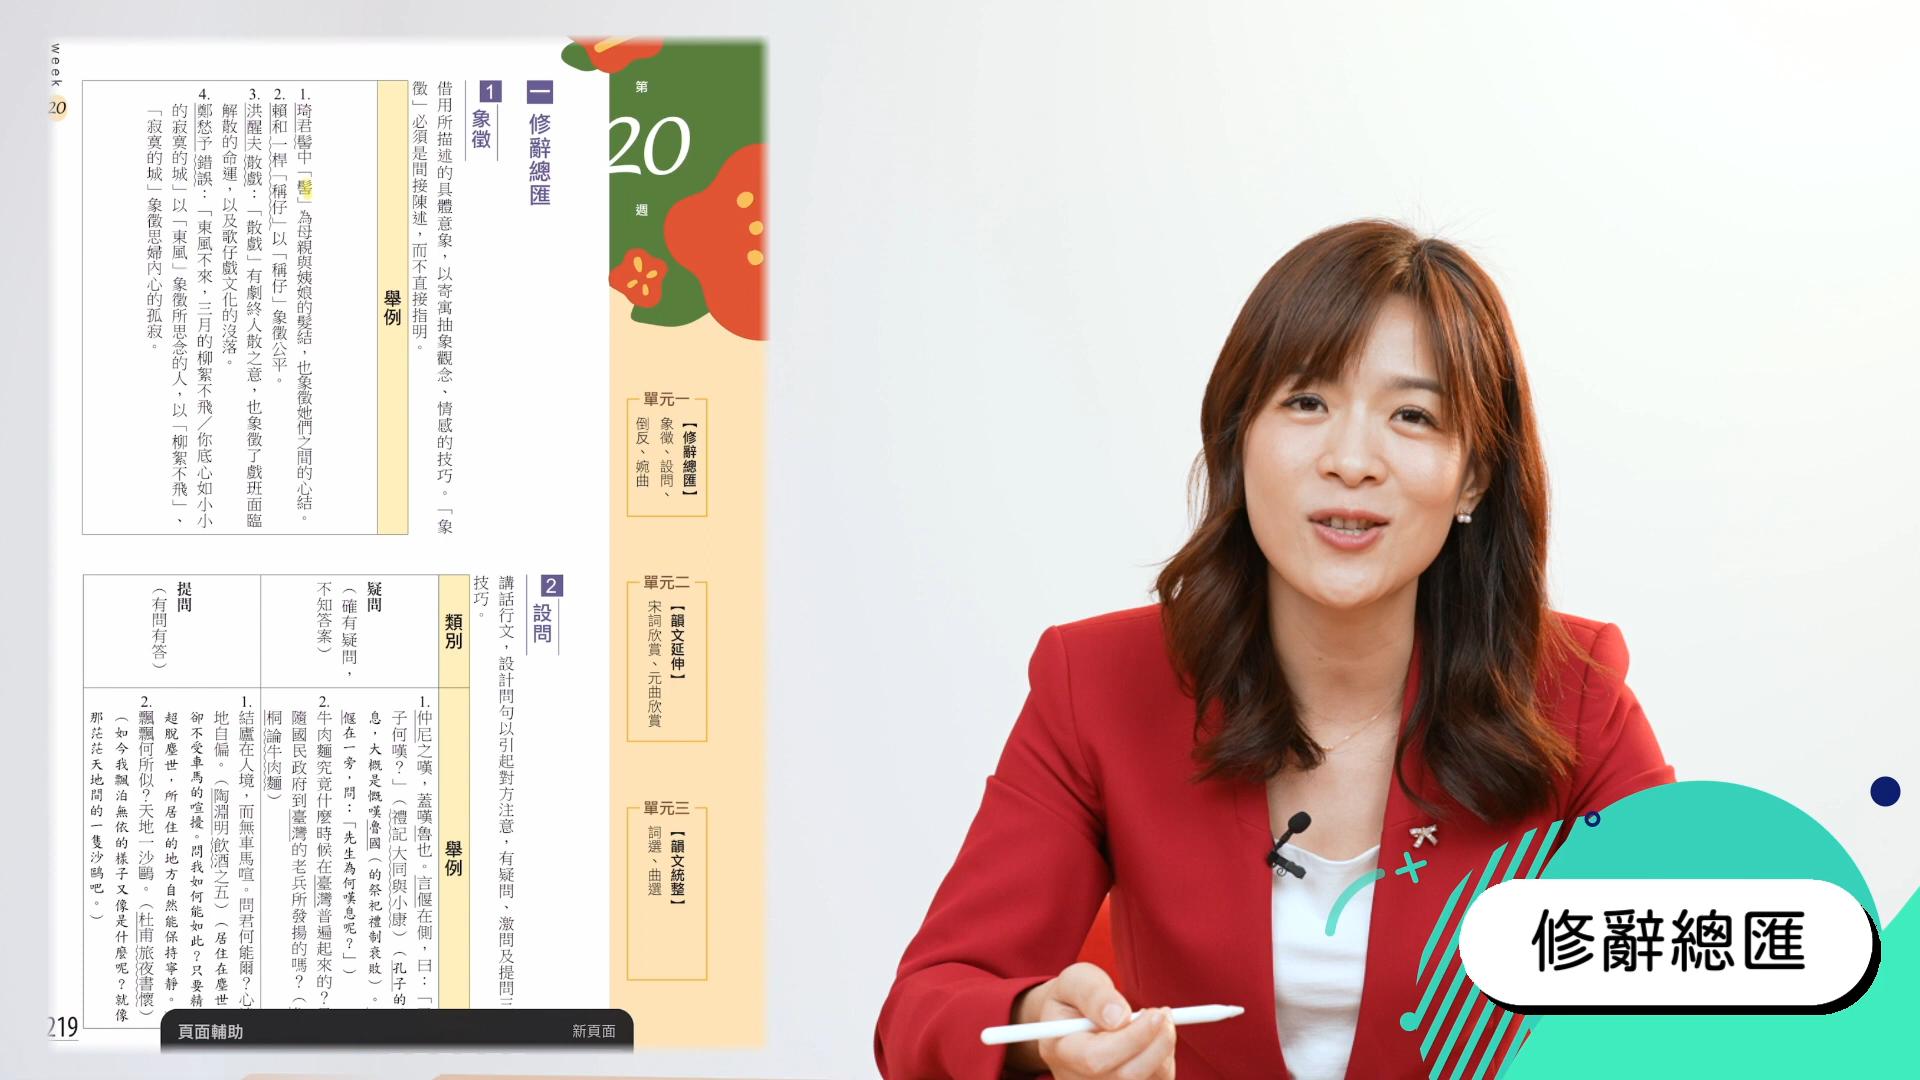 第
20
週
單元一
【修辭總匯】
象徵、設問、
倒反、婉曲
單元二
【韻文延伸】
宋詞欣賞、元曲欣賞
單元三
【韻文統整】
詞選、曲選
一 修辭總匯
1 象徵
借用所描述的具體意象，以寄寓抽象觀念、情感的技巧。「象
徵」必須是間接陳述，而不直接指明。
舉例
1. 琦君髻中「髻」為母親與姨娘的髮結，也象徵她們之間的心結。
2. 賴和一桿「稱仔」以「稱仔」象徵公平。
3. 洪醒夫散戲：「散戲」有劇終人散之意，也象徵了戲班面臨
解散的命運，以及歌仔戲文化的沒落。
4. 鄭愁予錯誤：「東風不來，三月的柳絮不飛／你底心如小小
的寂寞的城」以「東風」象徵所思念的人，以「柳絮不飛」、
「寂寞的城」象徵思婦內心的孤寂。
2 設問
講話行文，設計問句以引起對方注意，有疑問、激問及提問三
技巧。
類別
舉例
疑問
（確有疑問，
不知答案）
1. 仲尼之嘆，蓋嘆魯也。言偃在側，曰：「
子何嘆？」（禮記大同與小康）（孔子的
息，大概是慨嘆魯國（的祭祀禮制衰敗）。
偃在一旁，問：「先生為何嘆息呢？」）
2. 牛肉麵究竟什麼時候在臺灣普遍起來的？
隨國民政府到臺灣的老兵所發揚的嗎？（
桐論牛肉麵）
提問
（有問有答）
1. 結廬在人境，而無車馬喧。問君何能爾？心
地自偏。（陶淵明飲酒之五）（居住在塵世
卻不受車馬的喧擾。問我如何能如此？只要精
超脫塵世，所居住的地方自然能保持寧靜。
2. 飄飄何所似？天地一沙鷗。（杜甫旅夜書懷）
（如今我飄泊無依的樣子又像是什麼呢？就像
那茫茫天地間的一隻沙鷗吧。）
week
20
219
頁面輔助
新頁面
修辭總匯